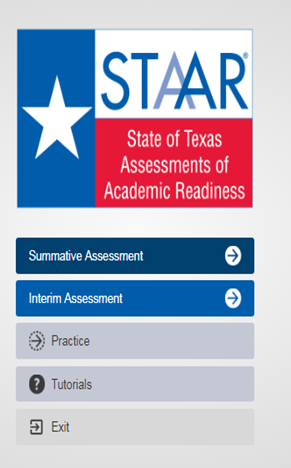 STAAR®
State of Texas
Assessments of
Academic Readiness
Summative Assessment
Interim Assessment
Practice
? Tutorials
Exit